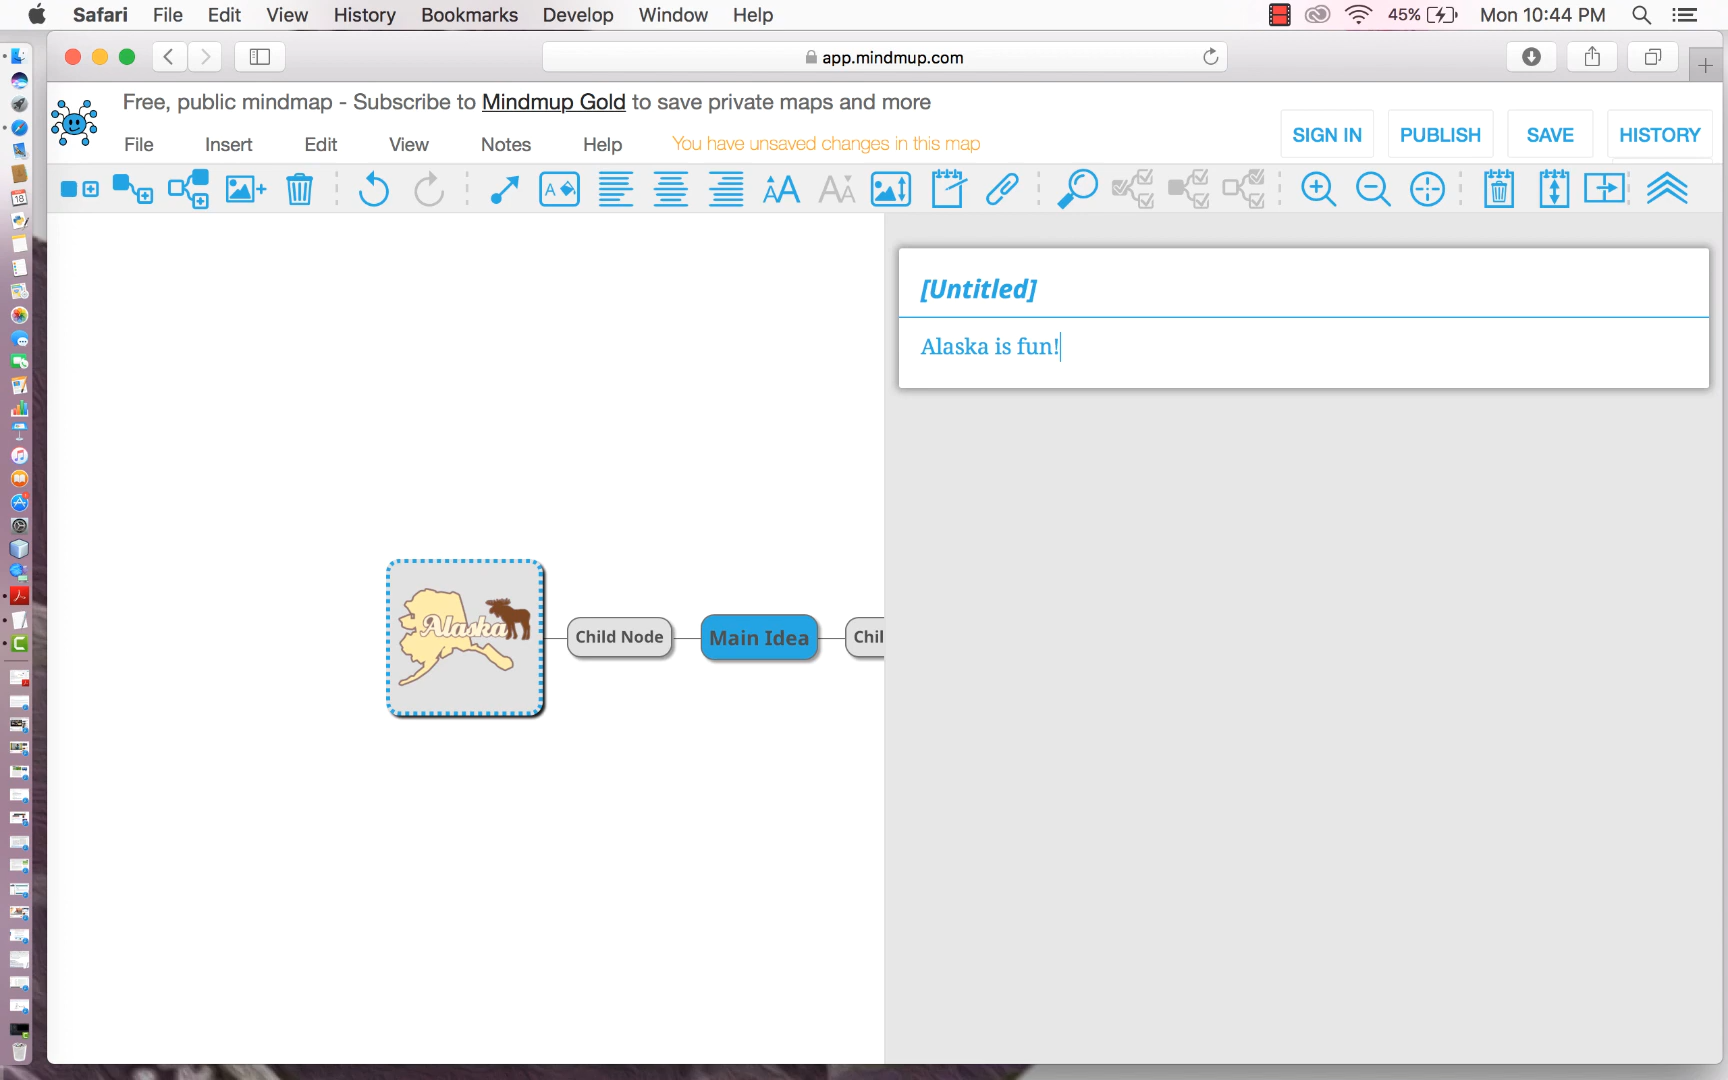 Safari File Edit View History Bookmarks Develop Window Help 45% Mon 10:44 PM
app.mindmup.com
Free, public mindmap - Subscribe to Mindmup Gold to save private maps and more
File Insert Edit View Notes Help You have unsaved changes in this map
SIGN IN PUBLISH SAVE HISTORY
[Untitled]
Alaska is fun!
Alaska
Child Node Main Idea Chil